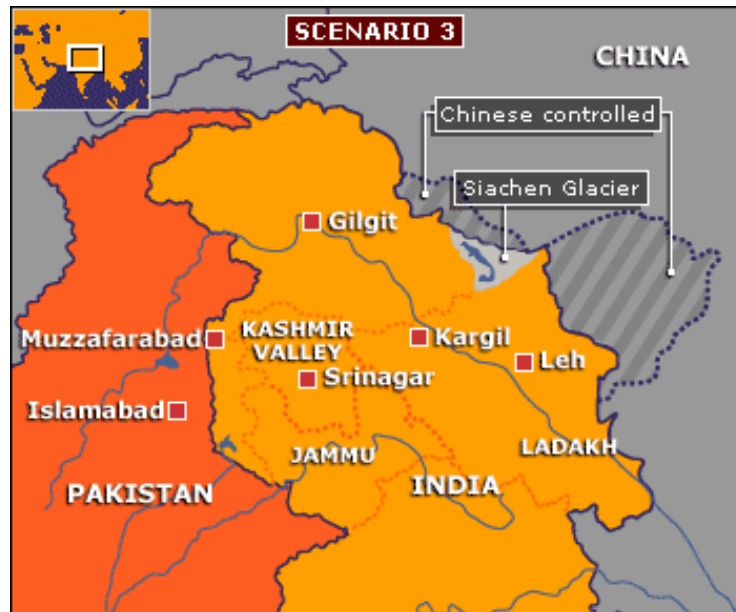 SCENARIO 3
CHINA
Chinese controlled
Siachen Glacier
Gilgit
Muzzafarabad
KASHMIR
VALLEY
Kargil
Srinagar
Leh
Islamabad
JAMMU
LADAKH
PAKISTAN
INDIA